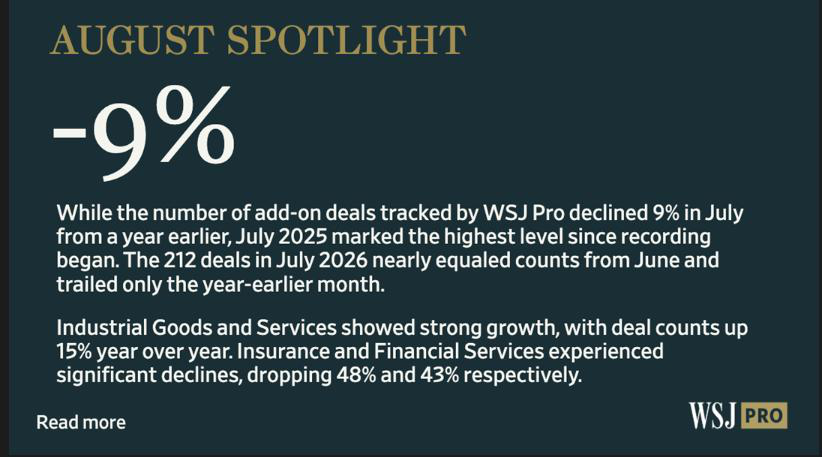 AUGUST SPOTLIGHT
-9%
While the number of add-on deals tracked by WSJ Pro declined 9% in July
from a year earlier, July 2025 marked the highest level since recording
began. The 212 deals in July 2026 nearly equaled counts from June and
trailed only the year-earlier month.
Industrial Goods and Services showed strong growth, with deal counts up
15% year over year. Insurance and Financial Services experienced
significant declines, dropping 48% and 43% respectively.
Read more
WSJ PRO